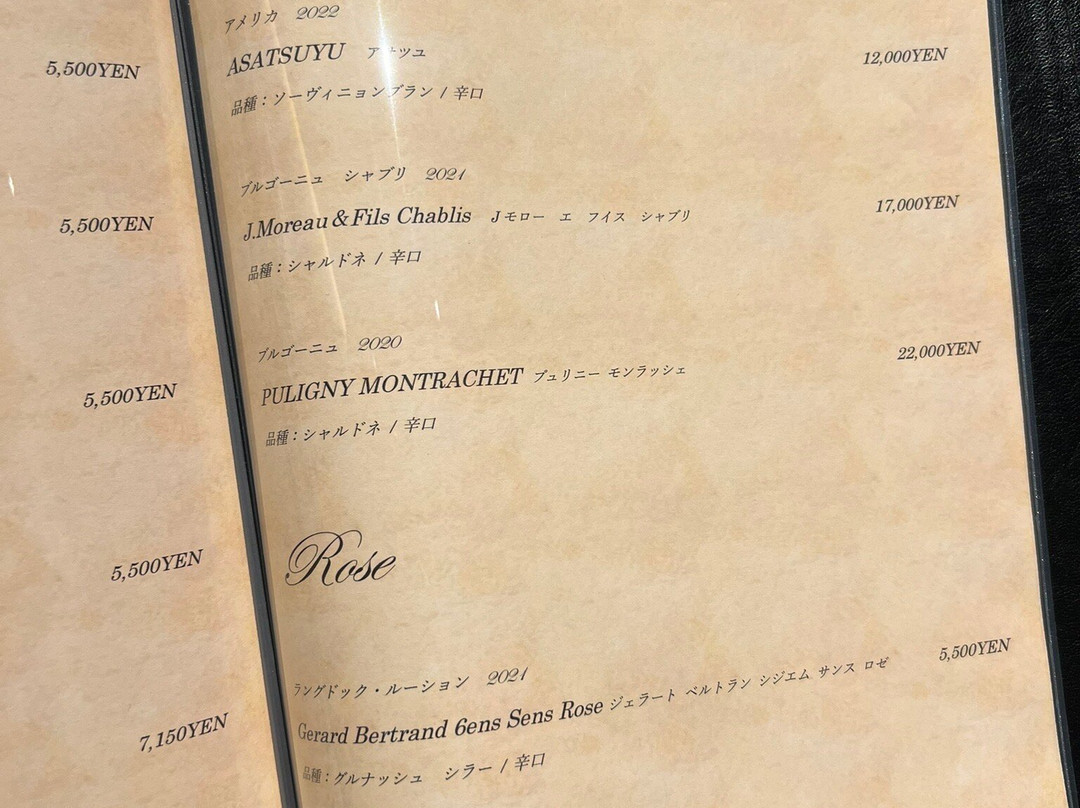 5,500YEN
5,500YEN
5,500YEN
5,500YEN
7,150YEN
アメリカ 2022
ASATSUYU アサツユ 12,000YEN
品種：ソーヴィニヨンブラン / 辛口
ブルゴーニュ シャブリ 2021
J.Moreau & Fils Chablis J モロー エ フイス シャブリ 17,000YEN
品種：シャルドネ / 辛口
ブルゴーニュ 2020
PULIGNY MONTRACHET ブュリニー モンラッシェ 22,000YEN
品種：シャルドネ / 辛口
Rose
ラングドック・ルーション 2021
Gerard Bertrand 6ens Sens Rose ジェラート ベルトラン シジエム サンス ロゼ 5,500YEN
品種：グルナッシュ シラー / 辛口